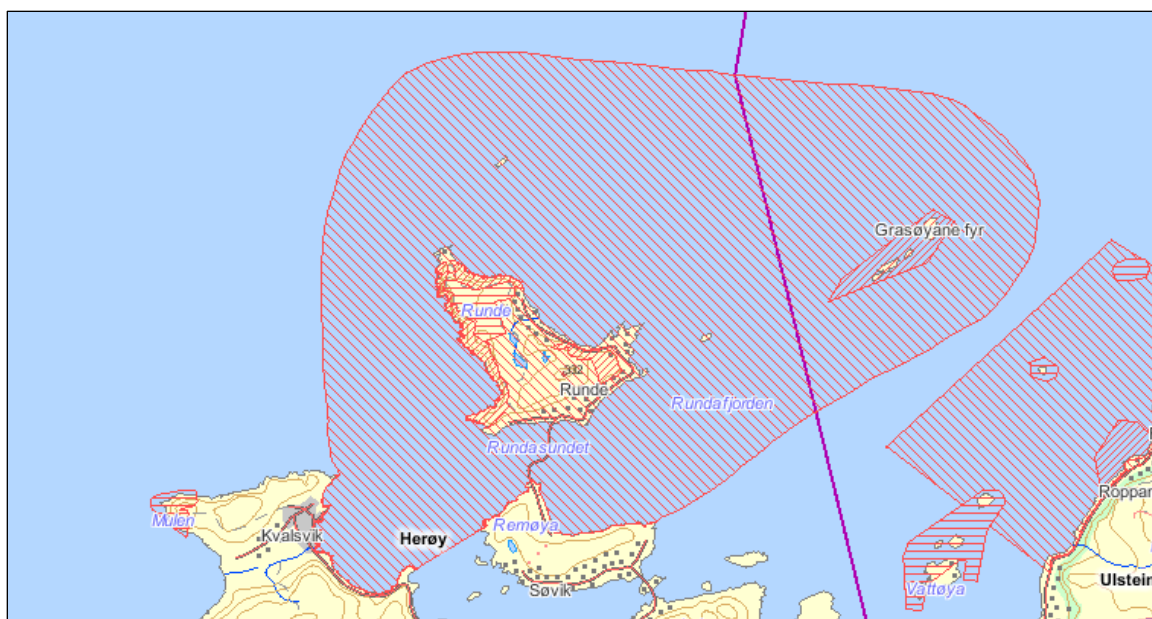 Grasøyane fyr
Runde
332
Runde
Rundafjorden
Rundasundet
Roppar
Mulen
Remøya
Kvalsvik
Herøy
Ulstein
Søvik
Vattøya